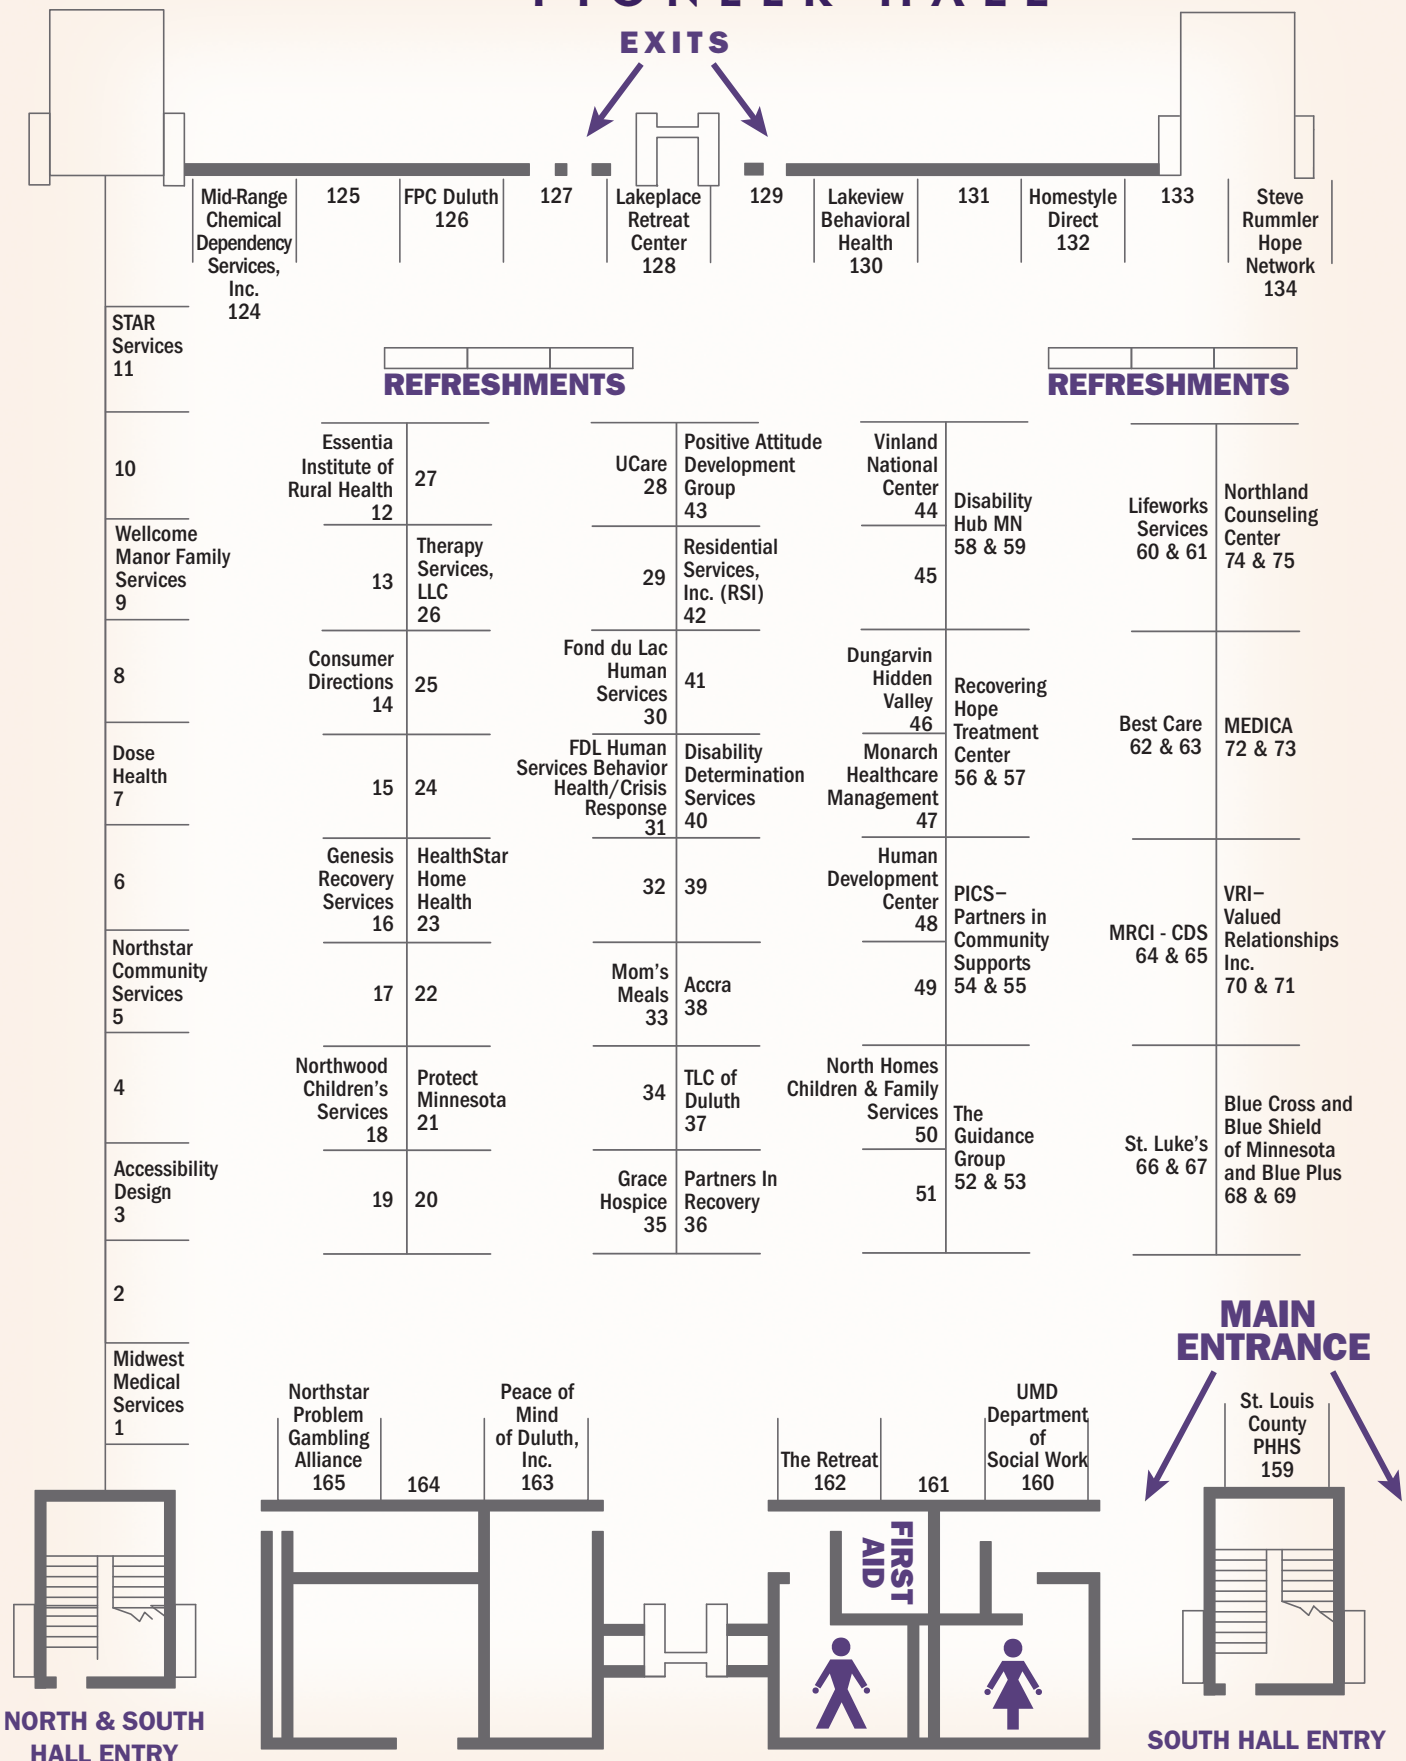 PIONEER HALL
EXITS
Mid-Range
Chemical
Dependency
Services,
Inc.
124
125
FPC Duluth
126
127
Lakeplace
Retreat
Center
128
129
Lakeview
Behavioral
Health
130
131
Homestyle
Direct
132
133
Steve
Rummler
Hope
Network
134
STAR
Services
11
10
Wellcome
Manor Family
Services
9
8
Dose
Health
7
6
Northstar
Community
Services
5
4
Accessibility
Design
3
2
Midwest
Medical
Services
1
REFRESHMENTS
REFRESHMENTS
Essentia
Institute of
Rural Health
12
13
Consumer
Directions
14
15
Genesis
Recovery
Services
16
17
Northwood
Children's
Services
18
19
27
Therapy
Services,
LLC
26
25
24
HealthStar
Home
Health
23
22
Protect
Minnesota
21
20
UCare
28
29
Fond du Lac
Human
Services
30
FDL Human
Services Behavior
Health/Crisis
Response
31
32
Mom's
Meals
33
34
Grace
Hospice
35
Positive Attitude
Development
Group
43
Residential
Services,
Inc. (RSI)
42
41
Disability
Determination
Services
40
39
Accra
38
TLC of
Duluth
37
Partners In
Recovery
36
Vinland
National
Center
44
45
Dungarvin
Hidden
Valley
46
Monarch
Healthcare
Management
47
Human
Development
Center
48
49
North Homes
Children & Family
Services
50
51
Disability
Hub MN
58 & 59
Recovering
Hope
Treatment
Center
56 & 57
PICS–
Partners in
Community
Supports
54 & 55
The
Guidance
Group
52 & 53
Lifeworks
Services
60 & 61
Best Care
62 & 63
MRCI - CDS
64 & 65
St. Luke's
66 & 67
Northland
Counseling
Center
74 & 75
MEDICA
72 & 73
VRI–
Valued
Relationships
Inc.
70 & 71
Blue Cross and
Blue Shield
of Minnesota
and Blue Plus
68 & 69
MAIN
ENTRANCE
Northstar
Problem
Gambling
Alliance
165
164
Peace of
Mind
of Duluth,
Inc.
163
The Retreat
162
161
UMD
Department
of
Social Work
160
St. Louis
County
PHHS
159
FIRST
AID
NORTH & SOUTH
HALL ENTRY
SOUTH HALL ENTRY